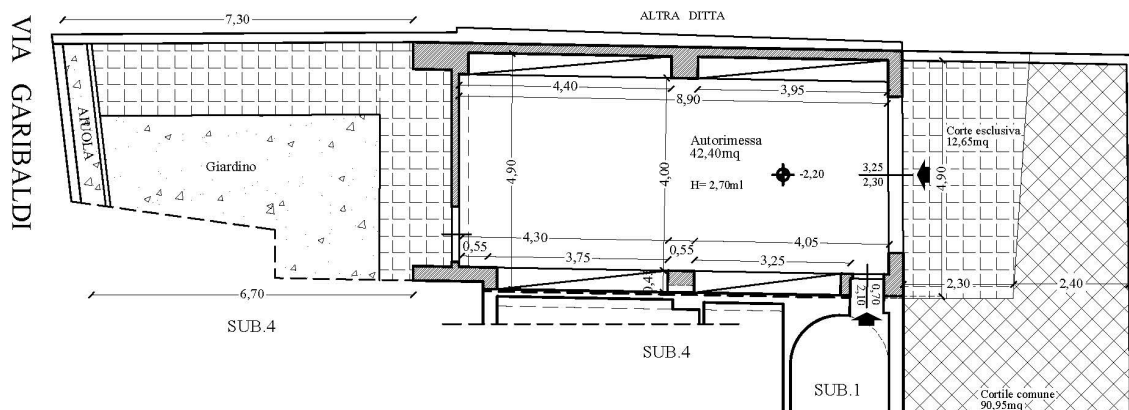 VIA GARIBALDI
7,30
ALTRA DITTA
AIUOLA
Giardino
4,40
3,95
8,90
4,90
4,00
Autorimessa
42,40mq
H= 2,70ml
-2,20
3,25
2,30
Corte esclusiva
12,65mq
4,90
4,30
0,55
4,05
0,55
3,75
3,25
0,70
2,10
2,30
2,40
6,70
SUB.4
SUB.4
SUB.1
Cortile comune
90,95mq